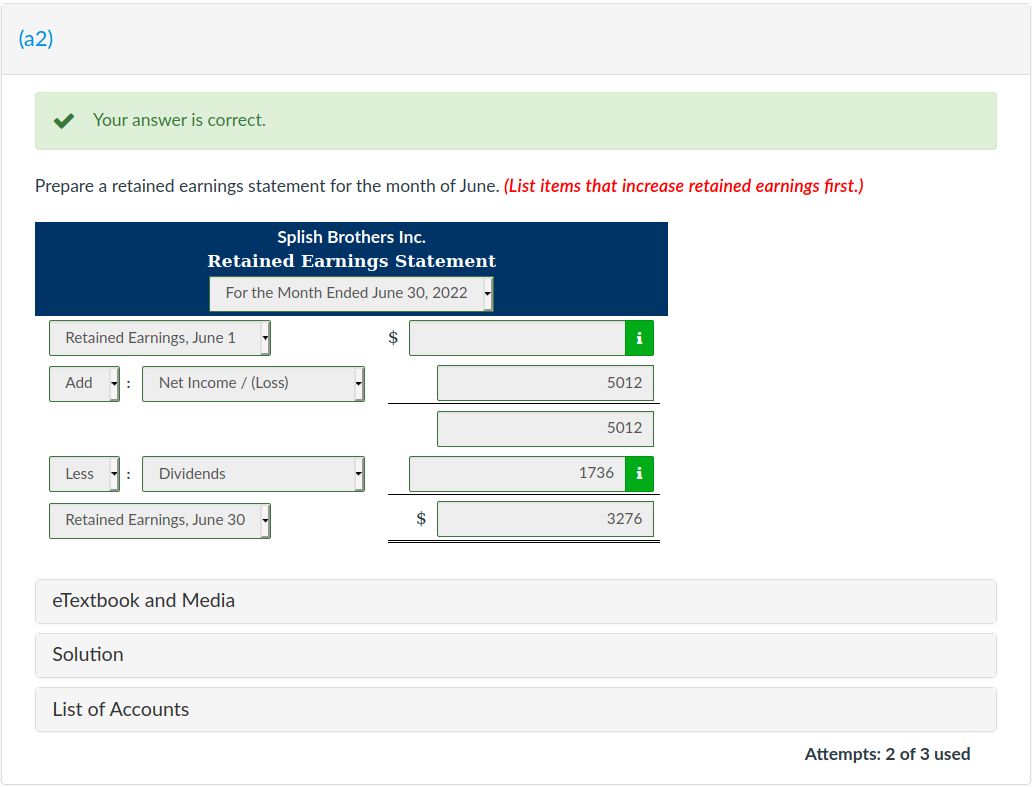 (a2)
Your answer is correct.
Prepare a retained earnings statement for the month of June. (List items that increase retained earnings first.)
Splish Brothers Inc.
Retained Earnings Statement
For the Month Ended June 30, 2022
Retained Earnings, June 1 $ i
Add : Net Income / (Loss) 5012
5012
Less : Dividends 1736 i
Retained Earnings, June 30 $ 3276
eTextbook and Media
Solution
List of Accounts
Attempts: 2 of 3 used